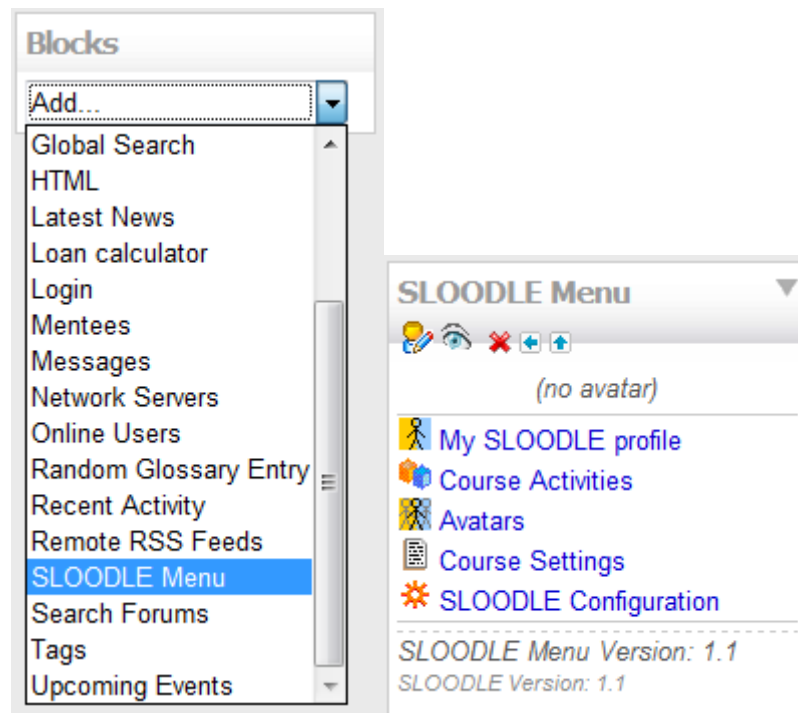 Blocks
Add...
Global Search
HTML
Latest News
Loan calculator
Login
Mentees
Messages
Network Servers
Online Users
Random Glossary Entry
Recent Activity
Remote RSS Feeds
SLOODLE Menu
Search Forums
Tags
Upcoming Events
SLOODLE Menu
(no avatar)
My SLOODLE profile
Course Activities
Avatars
Course Settings
SLOODLE Configuration
SLOODLE Menu Version: 1.1
SLOODLE Version: 1.1